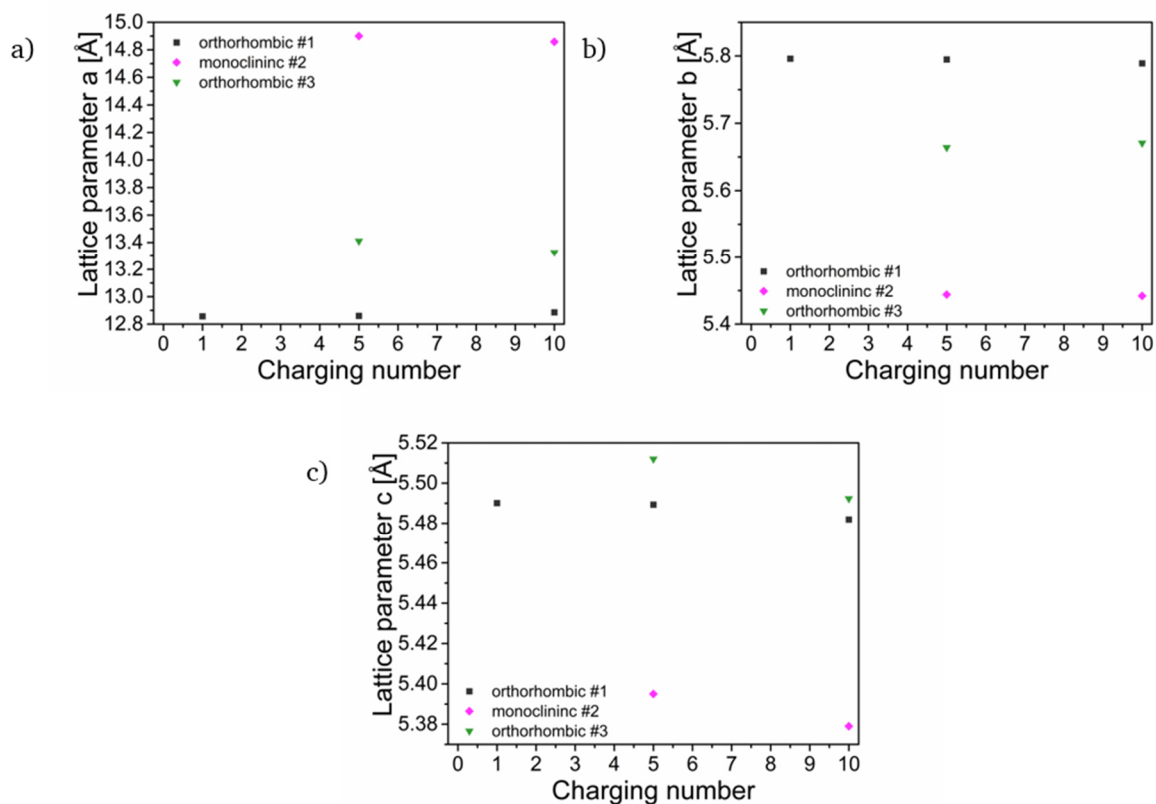 a)
Lattice parameter a [Å]
15.0
14.8
14.6
14.4
14.2
14.0
13.8
13.6
13.4
13.2
13.0
12.8
orthorhombic #1
monoclininc #2
orthorhombic #3
0 1 2 3 4 5 6 7 8 9 10
Charging number
b)
Lattice parameter b [Å]
5.8
5.7
5.6
5.5
5.4
orthorhombic #1
monoclininc #2
orthorhombic #3
0 1 2 3 4 5 6 7 8 9 10
Charging number
c)
Lattice parameter c [Å]
5.52
5.50
5.48
5.46
5.44
5.42
5.40
5.38
orthorhombic #1
monoclininc #2
orthorhombic #3
0 1 2 3 4 5 6 7 8 9 10
Charging number